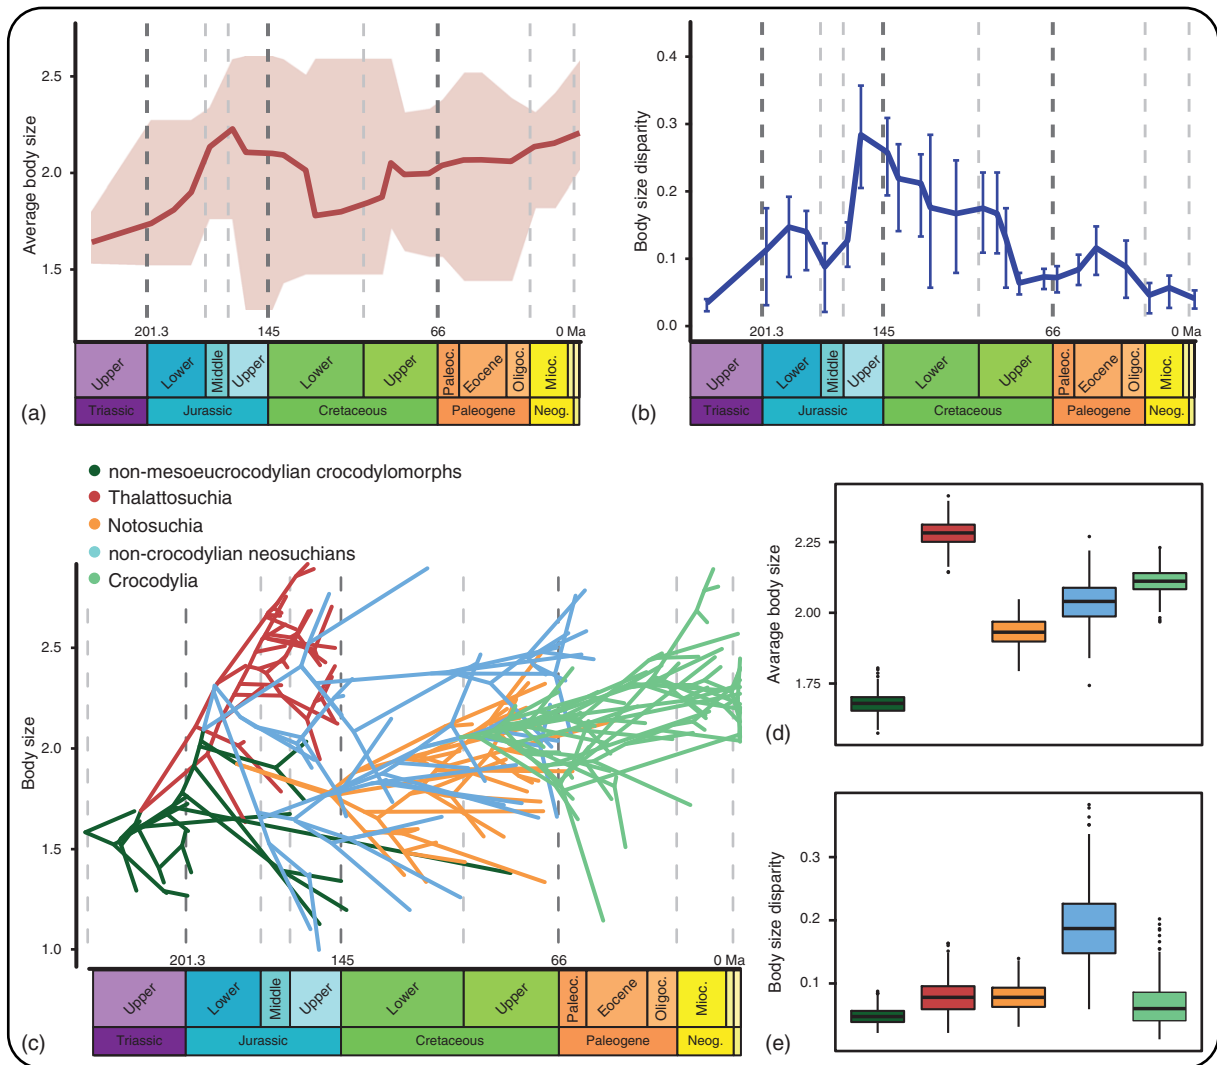 2.5
2.0
1.5
Average body size
201.3
145
66
0 Ma
Upper
Lower
Middle
Upper
Lower
Upper
Paleoc.
Eocene
Oligoc.
Mioc.
Triassic
Jurassic
Cretaceous
Paleogene
Neog.
(a)
0.4
0.3
0.2
0.1
0.0
Body size disparity
201.3
145
66
0 Ma
Upper
Lower
Middle
Upper
Lower
Upper
Paleoc.
Eocene
Oligoc.
Mioc.
Triassic
Jurassic
Cretaceous
Paleogene
Neog.
(b)
non-mesoeucrocodylian crocodylomorphs
Thalattosuchia
Notosuchia
non-crocodylian neosuchians
Crocodylia
2.5
2.0
1.5
1.0
Body size
201.3
145
66
0 Ma
Upper
Lower
Middle
Upper
Lower
Upper
Paleoc.
Eocene
Oligoc.
Mioc.
Triassic
Jurassic
Cretaceous
Paleogene
Neog.
(c)
2.25
2.00
1.75
Avarage body size
(d)
0.3
0.2
0.1
Body size disparity
(e)